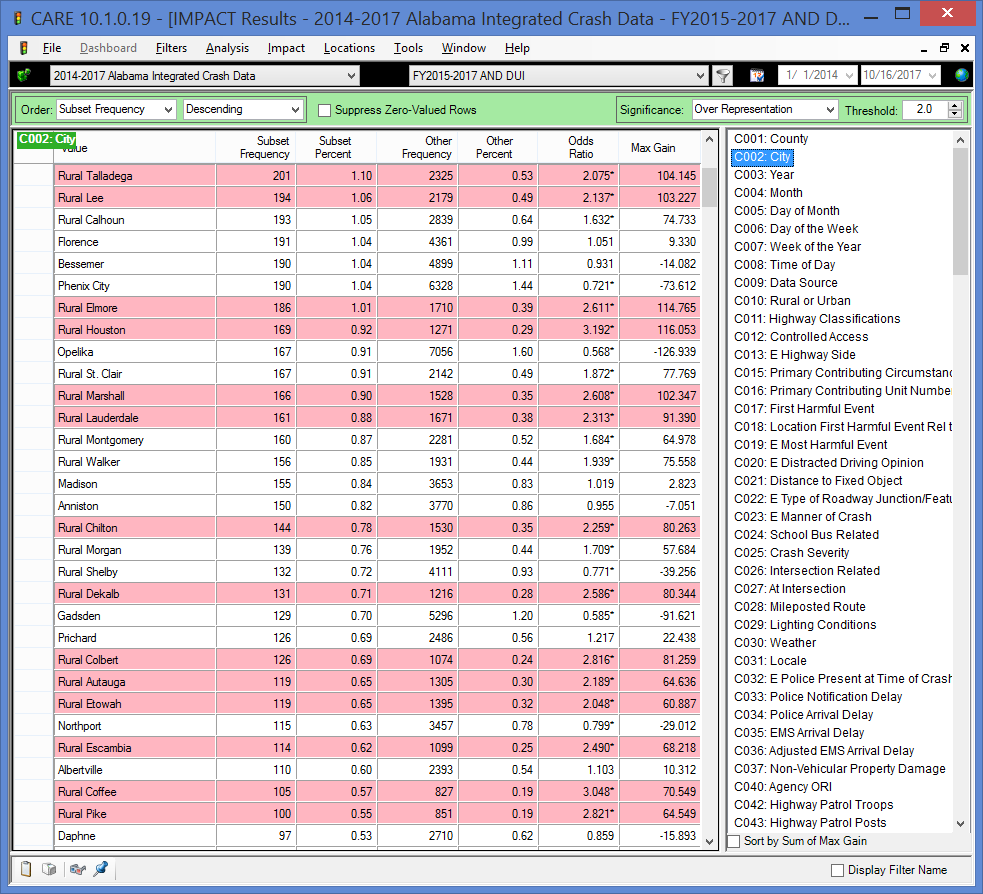 CARE 10.1.0.19 - [IMPACT Results - 2014-2017 Alabama Integrated Crash Data - FY2015-2017 AND D...
File Dashboard Filters Analysis Impact Locations Tools Window Help
2014-2017 Alabama Integrated Crash Data FY2015-2017 AND DUI 1/ 1/2014 10/16/2017
Order: Subset Frequency Descending Suppress Zero-Valued Rows Significance: Over Representation Threshold: 2.0
C002: City
Value Subset Frequency Subset Percent Other Frequency Other Percent Odds Ratio Max Gain
Rural Talladega 201 1.10 2325 0.53 2.075* 104.145
Rural Lee 194 1.06 2179 0.49 2.137* 103.227
Rural Calhoun 193 1.05 2839 0.64 1.632* 74.733
Florence 191 1.04 4361 0.99 1.051 9.330
Bessemer 190 1.04 4899 1.11 0.931 -14.082
Phenix City 190 1.04 6328 1.44 0.721* -73.612
Rural Elmore 186 1.01 1710 0.39 2.611* 114.765
Rural Houston 169 0.92 1271 0.29 3.192* 116.053
Opelika 167 0.91 7056 1.60 0.568* -126.939
Rural St. Clair 167 0.91 2142 0.49 1.872* 77.769
Rural Marshall 166 0.90 1528 0.35 2.608* 102.347
Rural Lauderdale 161 0.88 1671 0.38 2.313* 91.390
Rural Montgomery 160 0.87 2281 0.52 1.684* 64.978
Rural Walker 156 0.85 1931 0.44 1.939* 75.558
Madison 155 0.84 3653 0.83 1.019 2.823
Anniston 150 0.82 3770 0.86 0.955 -7.051
Rural Chilton 144 0.78 1530 0.35 2.259* 80.263
Rural Morgan 139 0.76 1952 0.44 1.709* 57.684
Rural Shelby 132 0.72 4111 0.93 0.771* -39.256
Rural Dekalb 131 0.71 1216 0.28 2.586* 80.344
Gadsden 129 0.70 5296 1.20 0.585* -91.621
Prichard 126 0.69 2486 0.56 1.217 22.438
Rural Colbert 126 0.69 1074 0.24 2.816* 81.259
Rural Autauga 119 0.65 1305 0.30 2.189* 64.636
Rural Etowah 119 0.65 1395 0.32 2.048* 60.887
Northport 115 0.63 3457 0.78 0.799* -29.012
Rural Escambia 114 0.62 1099 0.25 2.490* 68.218
Albertville 110 0.60 2393 0.54 1.103 10.312
Rural Coffee 105 0.57 827 0.19 3.048* 70.549
Rural Pike 100 0.55 851 0.19 2.821* 64.549
Daphne 97 0.53 2710 0.62 0.859 -15.893
C001: County
C002: City
C003: Year
C004: Month
C005: Day of Month
C006: Day of the Week
C007: Week of the Year
C008: Time of Day
C009: Data Source
C010: Rural or Urban
C011: Highway Classifications
C012: Controlled Access
C013: E Highway Side
C015: Primary Contributing Circumstanc
C016: Primary Contributing Unit Numbe
C017: First Harmful Event
C018: Location First Harmful Event Rel t
C019: E Most Harmful Event
C020: E Distracted Driving Opinion
C021: Distance to Fixed Object
C022: E Type of Roadway Junction/Featu
C023: E Manner of Crash
C024: School Bus Related
C025: Crash Severity
C026: Intersection Related
C027: At Intersection
C028: Mileposted Route
C029: Lighting Conditions
C030: Weather
C031: Locale
C032: E Police Present at Time of Crash
C033: Police Notification Delay
C034: Police Arrival Delay
C035: EMS Arrival Delay
C036: Adjusted EMS Arrival Delay
C037: Non-Vehicular Property Damage
C040: Agency ORI
C042: Highway Patrol Troops
C043: Highway Patrol Posts
Sort by Sum of Max Gain
Display Filter Name